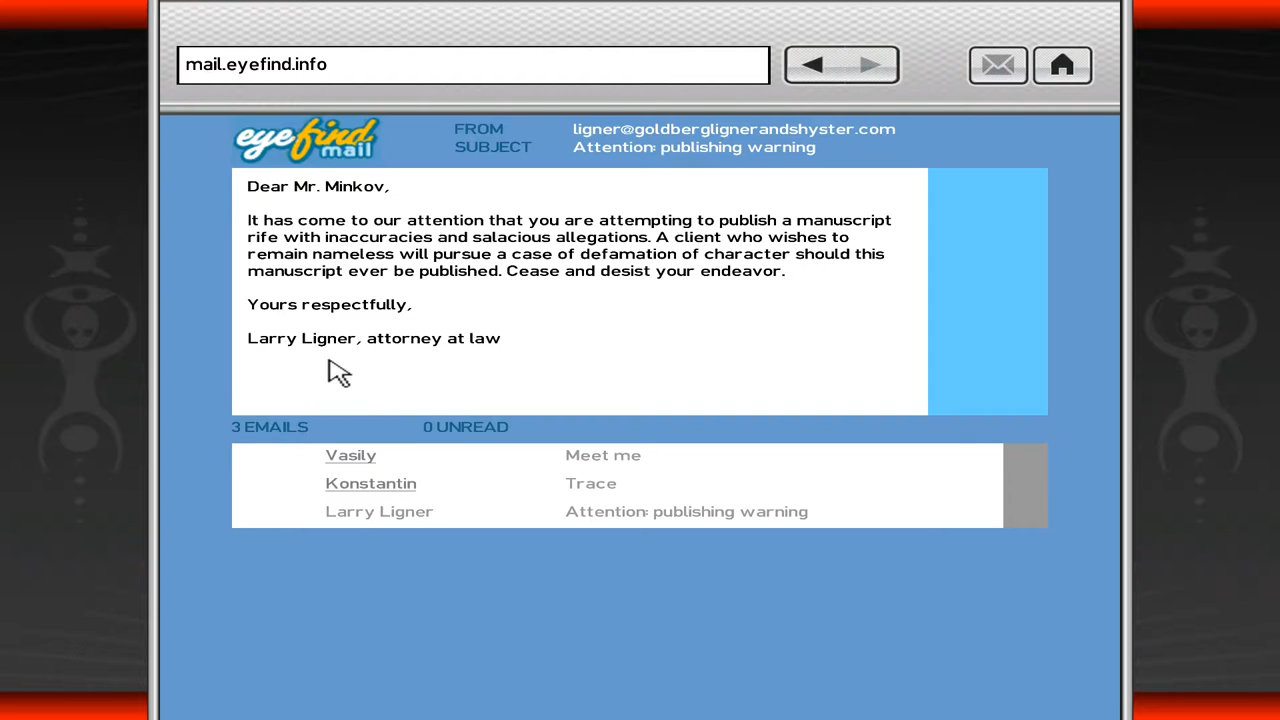 mail.eyefind.info
eyefind mail
FROM ligner@goldberglignerandshyster.com
SUBJECT Attention: publishing warning
Dear Mr. Minkov,
It has come to our attention that you are attempting to publish a manuscript
rife with inaccuracies and salacious allegations. A client who wishes to
remain nameless will pursue a case of defamation of character should this
manuscript ever be published. Cease and desist your endeavor.
Yours respectfully,
Larry Ligner, attorney at law
3 EMAILS 0 UNREAD
Vasily Meet me
Konstantin Trace
Larry Ligner Attention: publishing warning